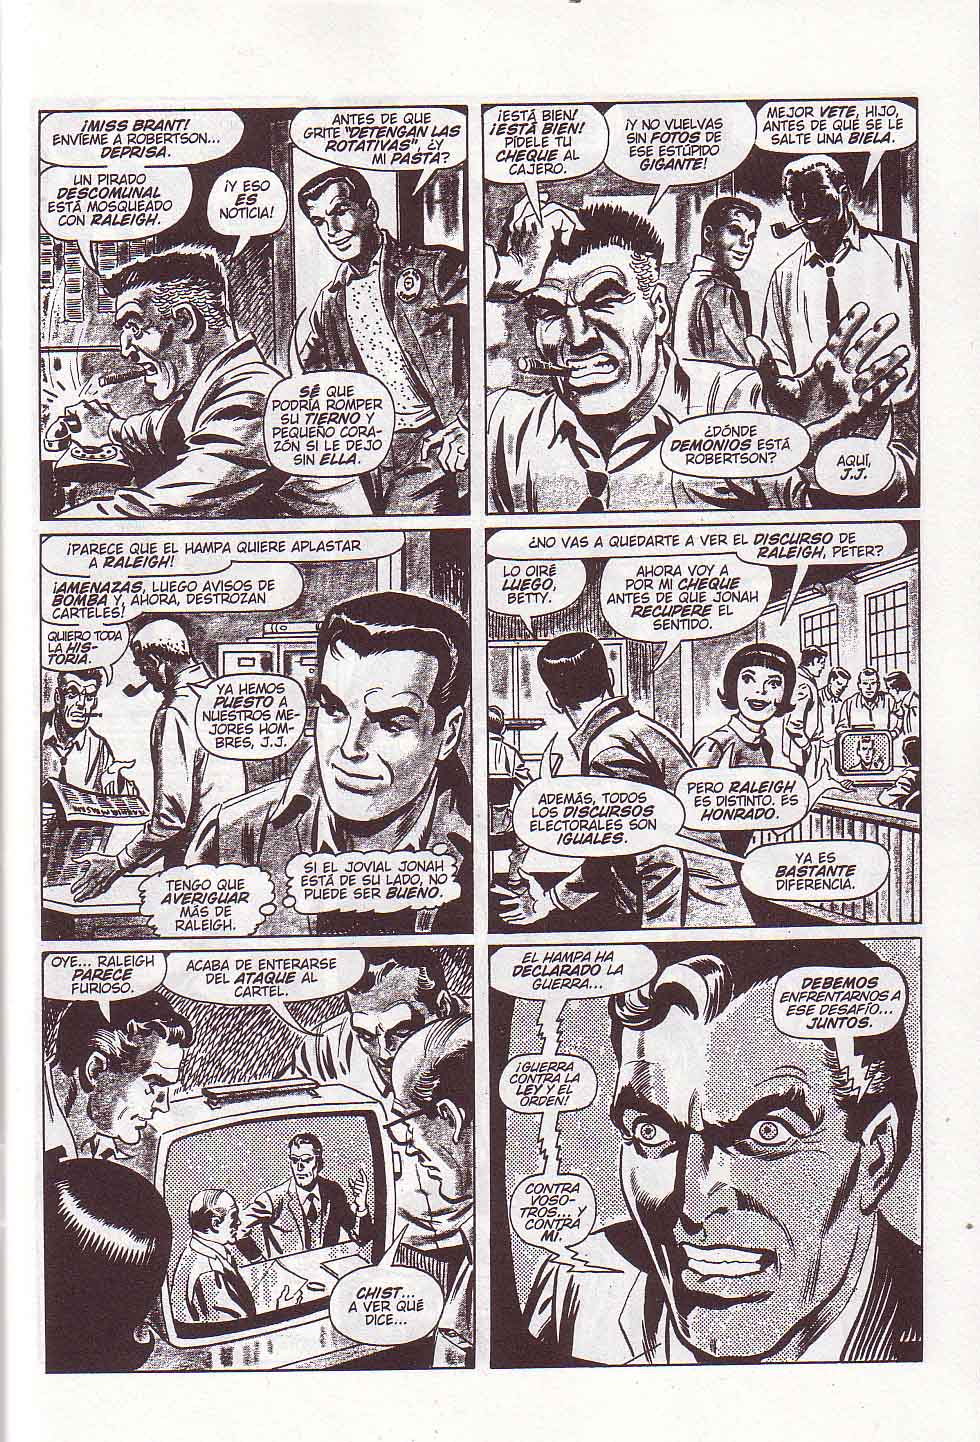 ¡MISS BRANT!
ENVÍEME A ROBERTSON...
DEPRISA.
UN PIRADO
DESCOMUNAL
ESTÁ MOSQUEADO
CON RALEIGH.
¡Y ESO
ES
NOTICIA!
ANTES DE QUE
GRITE "DETENGAN LAS
ROTATIVAS", ¿Y
MI PASTA?
SÉ QUE
PODRÍA ROMPER
SU TIERNO Y
PEQUEÑO CORA-
ZÓN SI LE DEJO
SIN ELLA.
¡ESTÁ BIEN!
¡ESTÁ BIEN!
PÍDELE TU
CHEQUE AL
CAJERO.
¡Y NO VUELVAS
SIN FOTOS DE
ESE ESTÚPIDO
GIGANTE!
MEJOR VETE, HIJO,
ANTES DE QUE SE LE
SALTE UNA BIELA.
¿DÓNDE
DEMONIOS ESTÁ
ROBERTSON?
AQUÍ,
J.J.
¡PARECE QUE EL HAMPA QUIERE APLASTAR
A RALEIGH!
¡AMENAZAS, LUEGO AVISOS DE
BOMBA Y, AHORA, DESTROZAN
CARTELES!
QUIERO TODA
LA HIS-
TORIA.
YA HEMOS
PUESTO A
NUESTROS ME-
JORES HOM-
BRES, J.J.
TENGO QUE
AVERIGUAR
MÁS DE
RALEIGH.
SI EL JOVIAL JONAH
ESTÁ DE SU LADO, NO
PUEDE SER BUENO.
¿NO VAS A QUEDARTE A VER EL DISCURSO DE
RALEIGH, PETER?
LO OIRÉ
LUEGO,
BETTY.
AHORA VOY A
POR MI CHEQUE
ANTES DE QUE JONAH
RECUPERE EL
SENTIDO.
ADEMÁS, TODOS
LOS DISCURSOS
ELECTORALES SON
IGUALES.
PERO RALEIGH
ES DISTINTO. ES
HONRADO.
YA ES
BASTANTE
DIFERENCIA.
OYE... RALEIGH
PARECE
FURIOSO.
ACABA DE ENTERARSE
DEL ATAQUE AL
CARTEL.
CHIST...
A VER QUÉ
DICE...
EL HAMPA HA
DECLARADO LA
GUERRA...
¡GUERRA
CONTRA LA
LEY Y EL
ORDEN!
CONTRA
VOSO-
TROS... Y
CONTRA
MÍ.
DEBEMOS
ENFRENTARNOS A
ESE DESAFÍO...
JUNTOS.